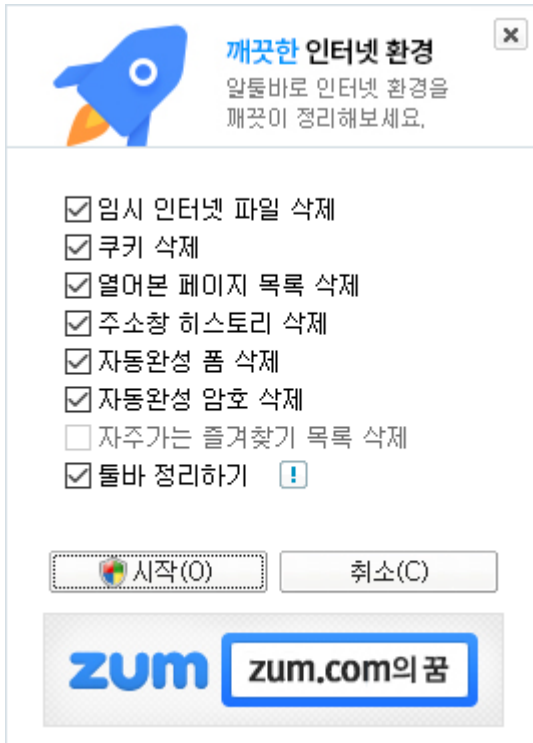 깨끗한 인터넷 환경
알툴바로 인터넷 환경을
깨끗이 정리해보세요.
임시 인터넷 파일 삭제
쿠키 삭제
열어본 페이지 목록 삭제
주소창 히스토리 삭제
자동완성 폼 삭제
자동완성 암호 삭제
자주가는 즐겨찾기 목록 삭제
툴바 정리하기 !
시작(O) 취소(C)
zum zum.com의 꿈